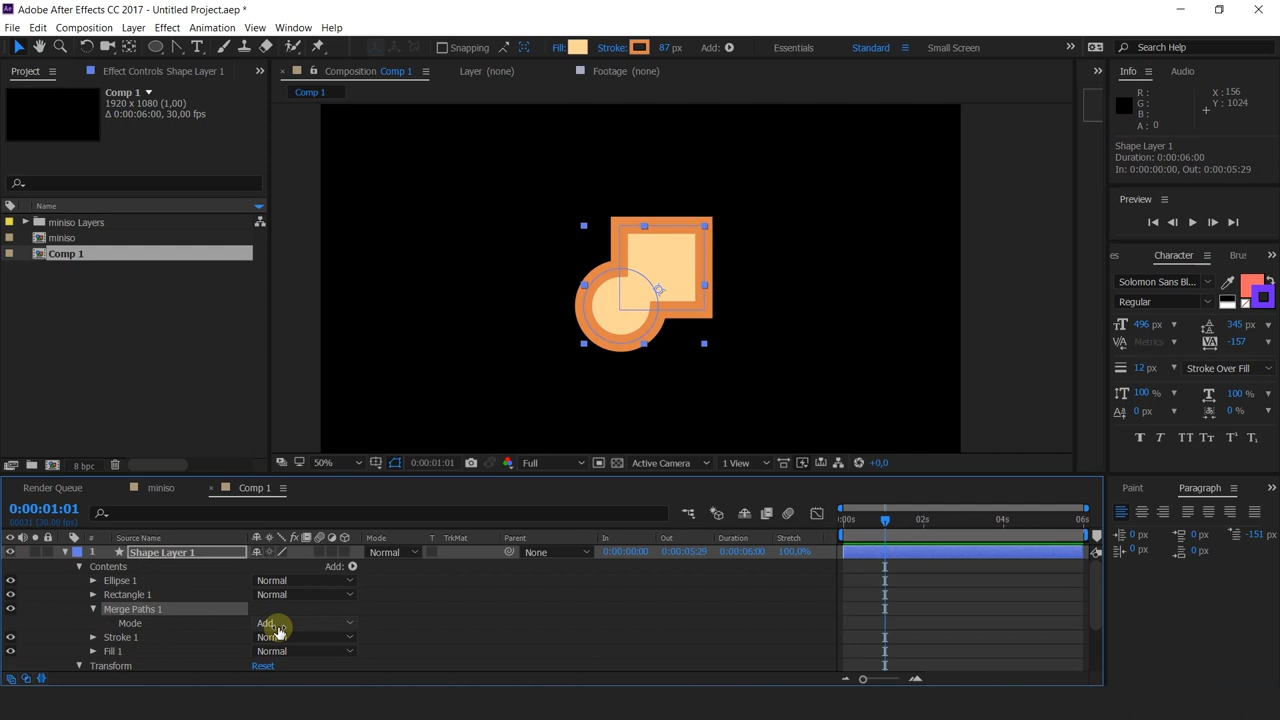 Adobe After Effects CC 2017 - Untitled Project.aep *
File Edit Composition Layer Effect Animation View Window Help
Snapping Fill: Stroke: 87 px Add: Essentials Standard Small Screen Search Help
Project Effect Controls Shape Layer 1 Composition Comp 1 Layer (none) Footage (none) Info Audio
Comp 1
1920 x 1080 (1,00)
Δ 0:00:06:00, 30,00 fps
Comp 1
R :
G :
B :
A : 0
X : 156
Y : 1024
Shape Layer 1
Duration: 0:00:06:00
In: 0:00:00:00, Out: 0:00:05:29
Name
miniso Layers
miniso
Comp 1
Preview
Character Brus
Solomon Sans Bl...
Regular
496 px 345 px
Metrics -157
12 px Stroke Over Fill
100 % 100 %
0 px 0 %
8 bpc
50% 0:00:01:01 Full Active Camera 1 View +0,0
Render Queue miniso Comp 1
0:00:01:01
00031 (30.00 fps)
Source Name Mode T TrkMat Parent In Out Duration Stretch
1 Shape Layer 1 Normal None 0:00:00:00 0:00:05:29 0:00:06:00 100,0%
Contents Add:
Ellipse 1 Normal
Rectangle 1 Normal
Merge Paths 1
Mode Add
Stroke 1 Normal
Fill 1 Normal
Transform Reset
02s 04s 06s
Paint Paragraph
0 px 0 px -151 px
0 px 0 px